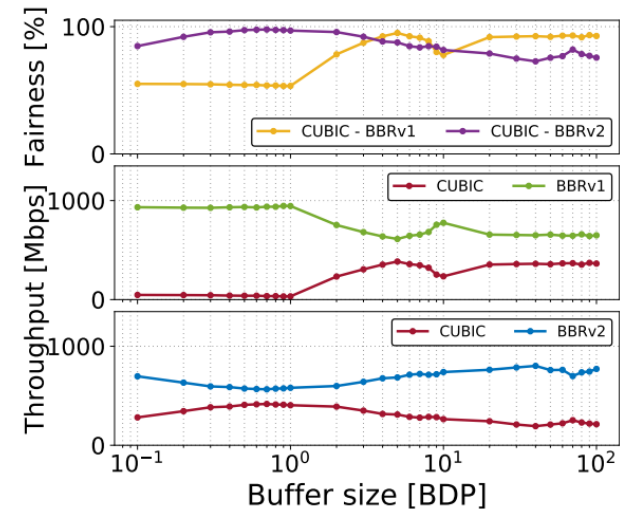 Fairness [%]
100
0
CUBIC - BBRv1
CUBIC - BBRv2
Throughput [Mbps]
1000
0
CUBIC
BBRv1
1000
0
CUBIC
BBRv2
10⁻¹
10⁰
10¹
10²
Buffer size [BDP]